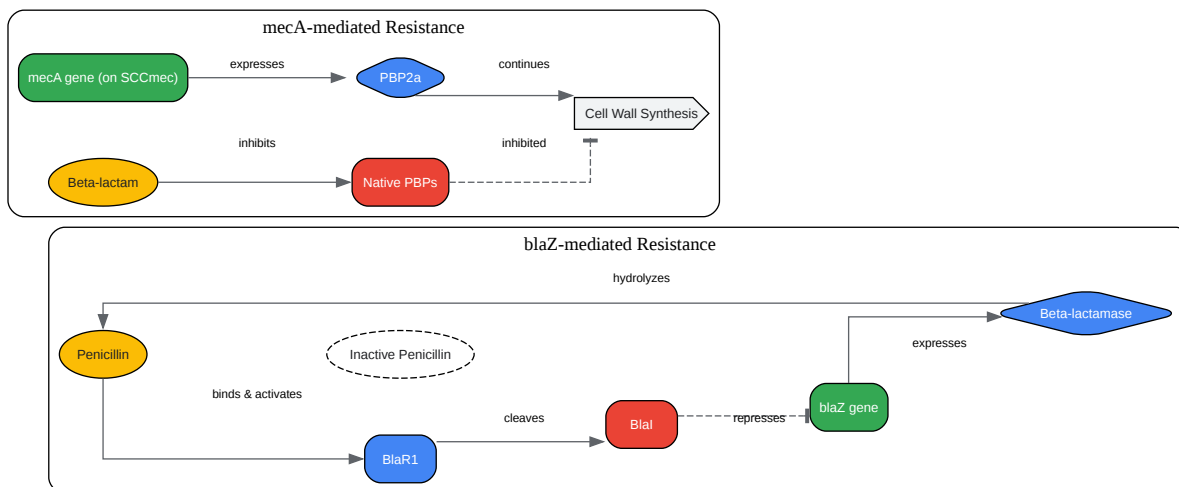 mecA-mediated Resistance
expresses
continues
mecA gene (on SCCmec)
PBP2a
Cell Wall Synthesis
inhibits
inhibited
Beta-lactam
Native PBPs
blaZ-mediated Resistance
hydrolyzes
Beta-lactamase
expresses
Penicillin
Inactive Penicillin
binds & activates
blaZ gene
cleaves
BlaI
represses
BlaR1